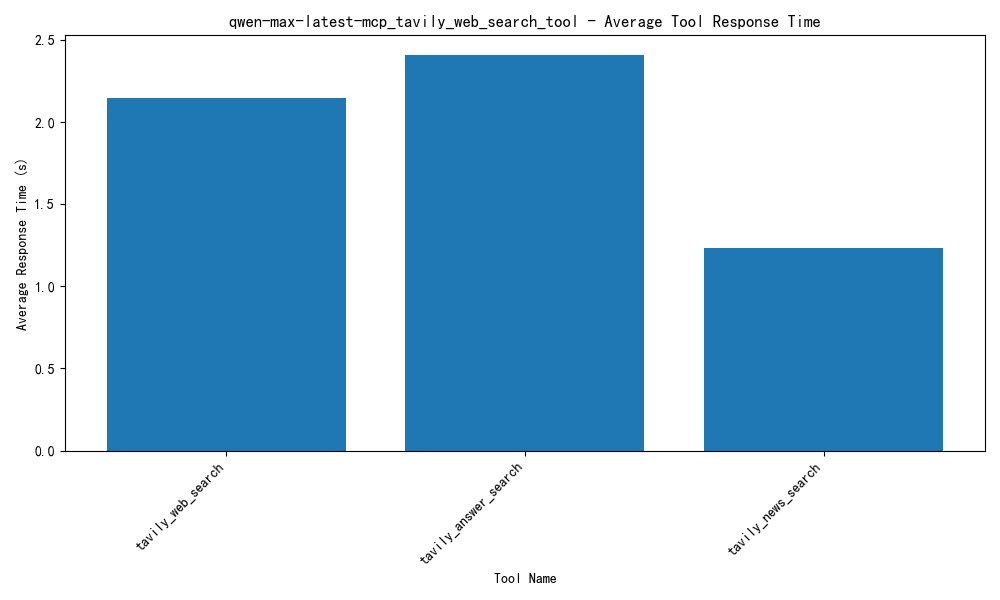 qwen-max-latest-mcp_tavily_web_search_tool - Average Tool Response Time
Average Response Time (s)
2.5
2.0
1.5
1.0
0.5
0.0
tavily_web_search
tavily_answer_search
tavily_news_search
Tool Name